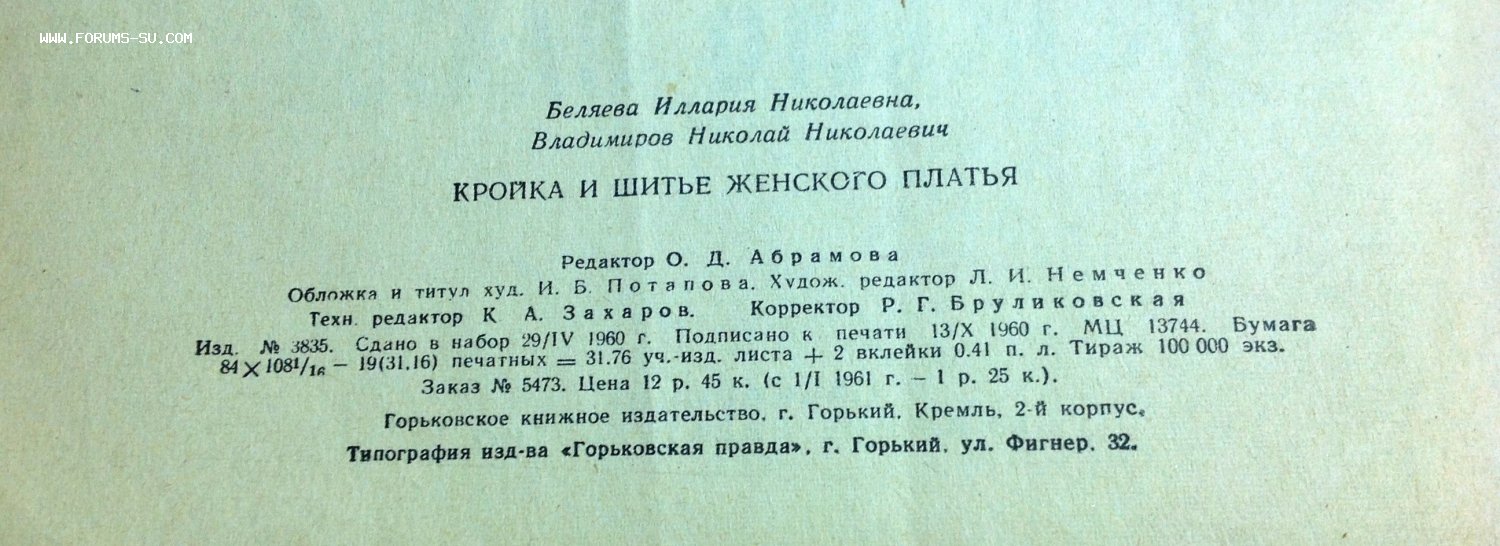 WWW.FORUMS-SU.COM
Беляева Иллария Николаевна,
Владимиров Николай Николаевич
КРОЙКА И ШИТЬЕ ЖЕНСКОГО ПЛАТЬЯ
Редактор О. Д. Абрамова
Обложка и титул худ. И. Б. Потапова. Худож. редактор Л. И. Немченко
Техн. редактор К А. Захаров. Корректор Р. Г. Бруликовская
Изд. № 3835. Сдано в набор 29/IV 1960 г. Подписано к печати 13/X 1960 г. МЦ 13744. Бумага
84 × 108 1/16 — 19(31.16) печатных = 31.76 уч.-изд. листа + 2 вклейки 0.41 п. л. Тираж 100 000 экз.
Заказ № 5473. Цена 12 р. 45 к. (с 1/I 1961 г. — 1 р. 25 к.).
Горьковское книжное издательство, г. Горький, Кремль, 2-й корпус.
Типография изд-ва «Горьковская правда», г. Горький, ул. Фигнер, 32.